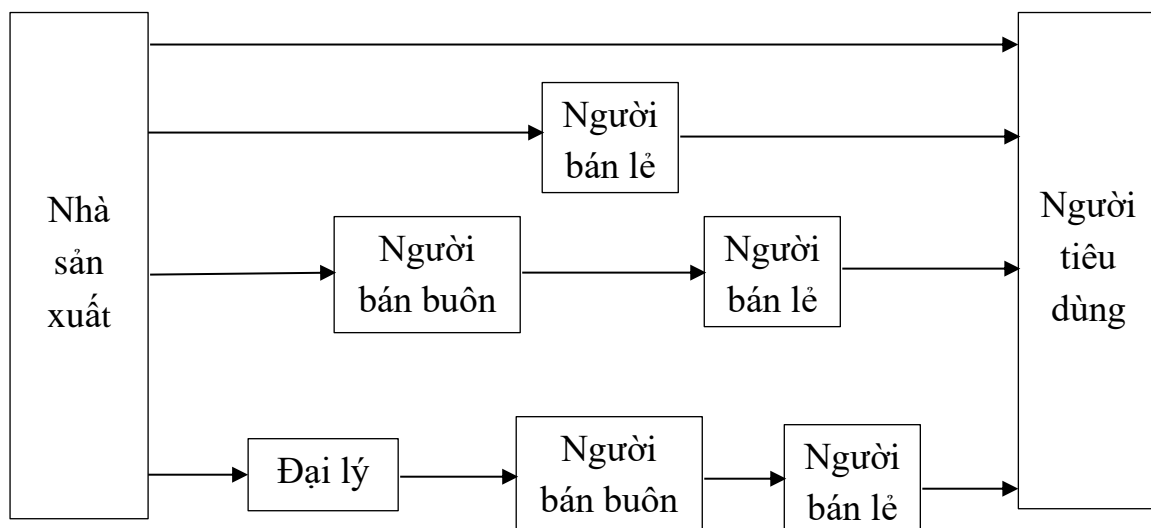 Người
bán lẻ
Nhà
sản
xuất
Người
bán buôn
Người
bán lẻ
Người
tiêu
dùng
Đại lý
Người
bán buôn
Người
bán lẻ